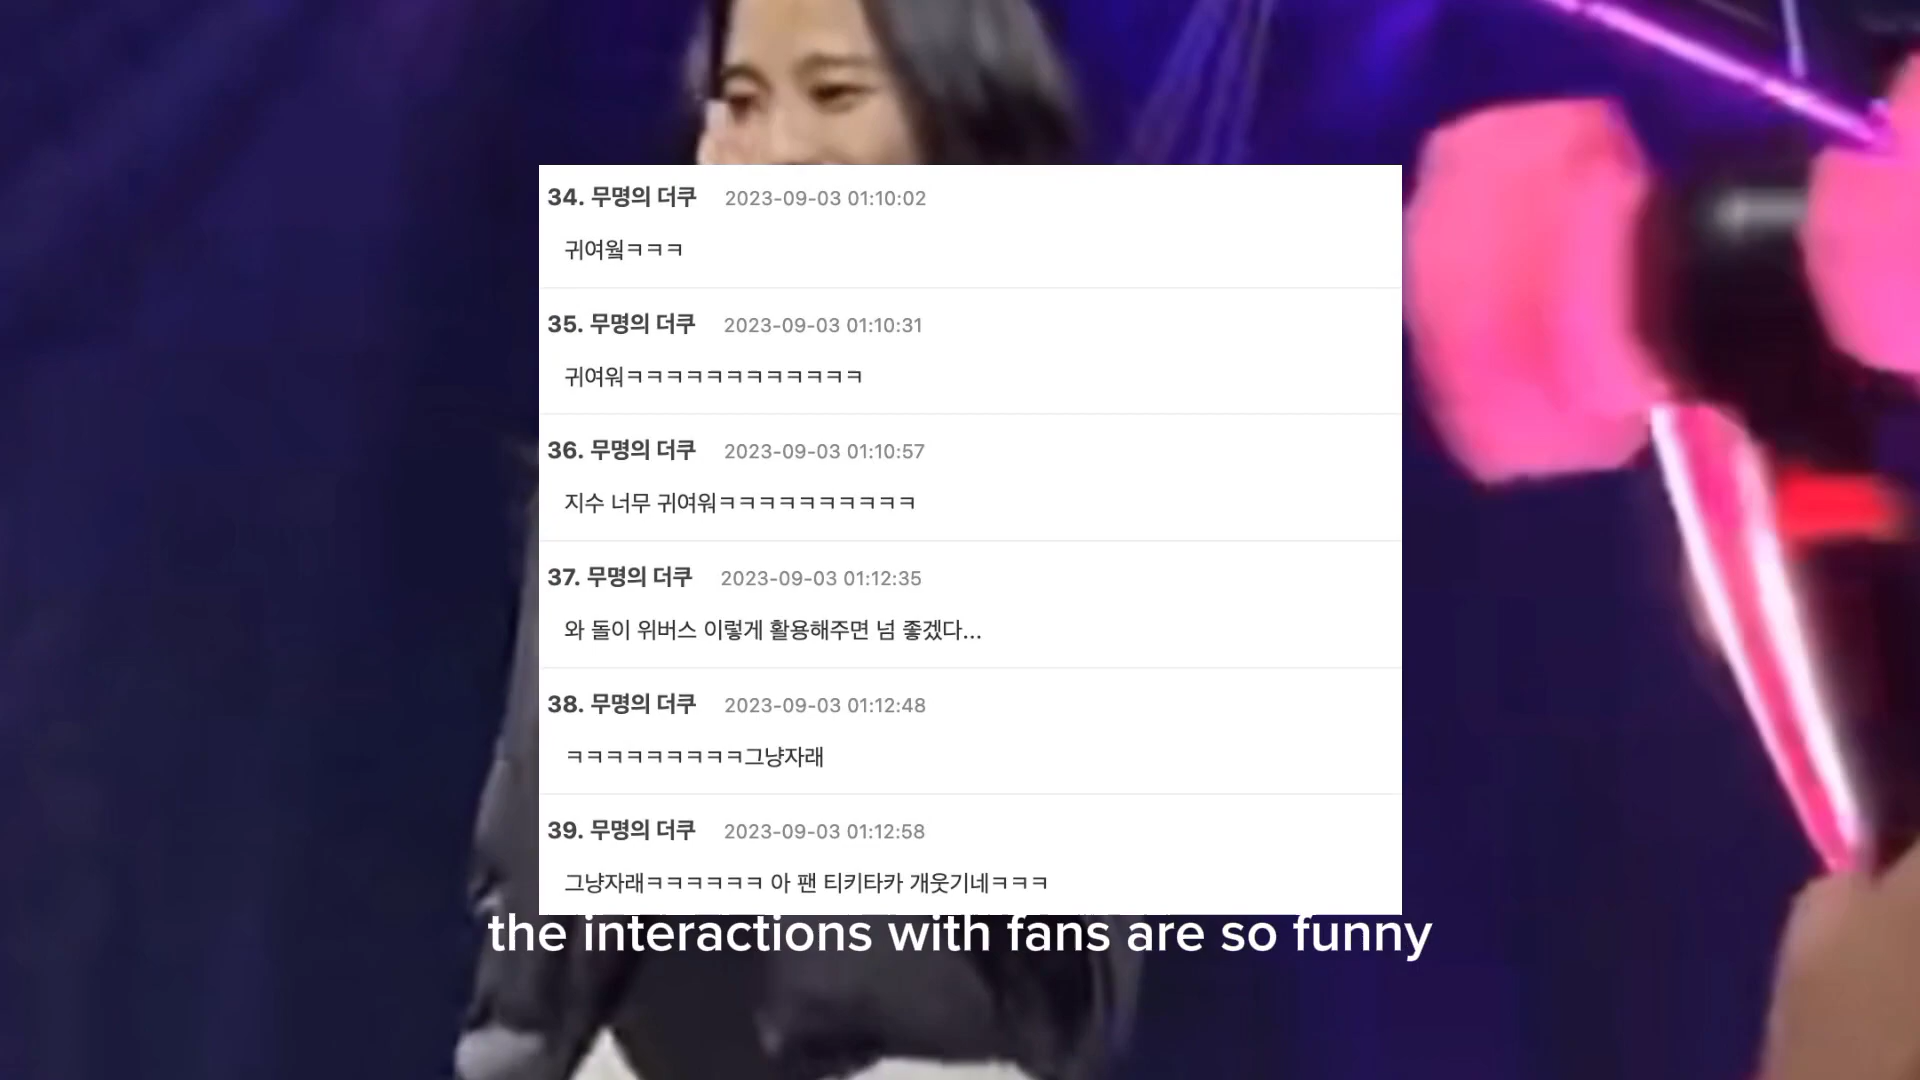 34. 무명의 더쿠 2023-09-03 01:10:02
귀여웤ㅋㅋㅋ
35. 무명의 더쿠 2023-09-03 01:10:31
귀여워ㅋㅋㅋㅋㅋㅋㅋㅋㅋㅋㅋㅋ
36. 무명의 더쿠 2023-09-03 01:10:57
지수 너무 귀여워ㅋㅋㅋㅋㅋㅋㅋㅋㅋㅋ
37. 무명의 더쿠 2023-09-03 01:12:35
와 돌이 위버스 이렇게 활용해주면 넘 좋겠다...
38. 무명의 더쿠 2023-09-03 01:12:48
ㅋㅋㅋㅋㅋㅋㅋㅋㅋ그냥자래
39. 무명의 더쿠 2023-09-03 01:12:58
그냥자래ㅋㅋㅋㅋㅋㅋ 아 팬 티키타카 개웃기네ㅋㅋㅋ
the interactions with fans are so funny